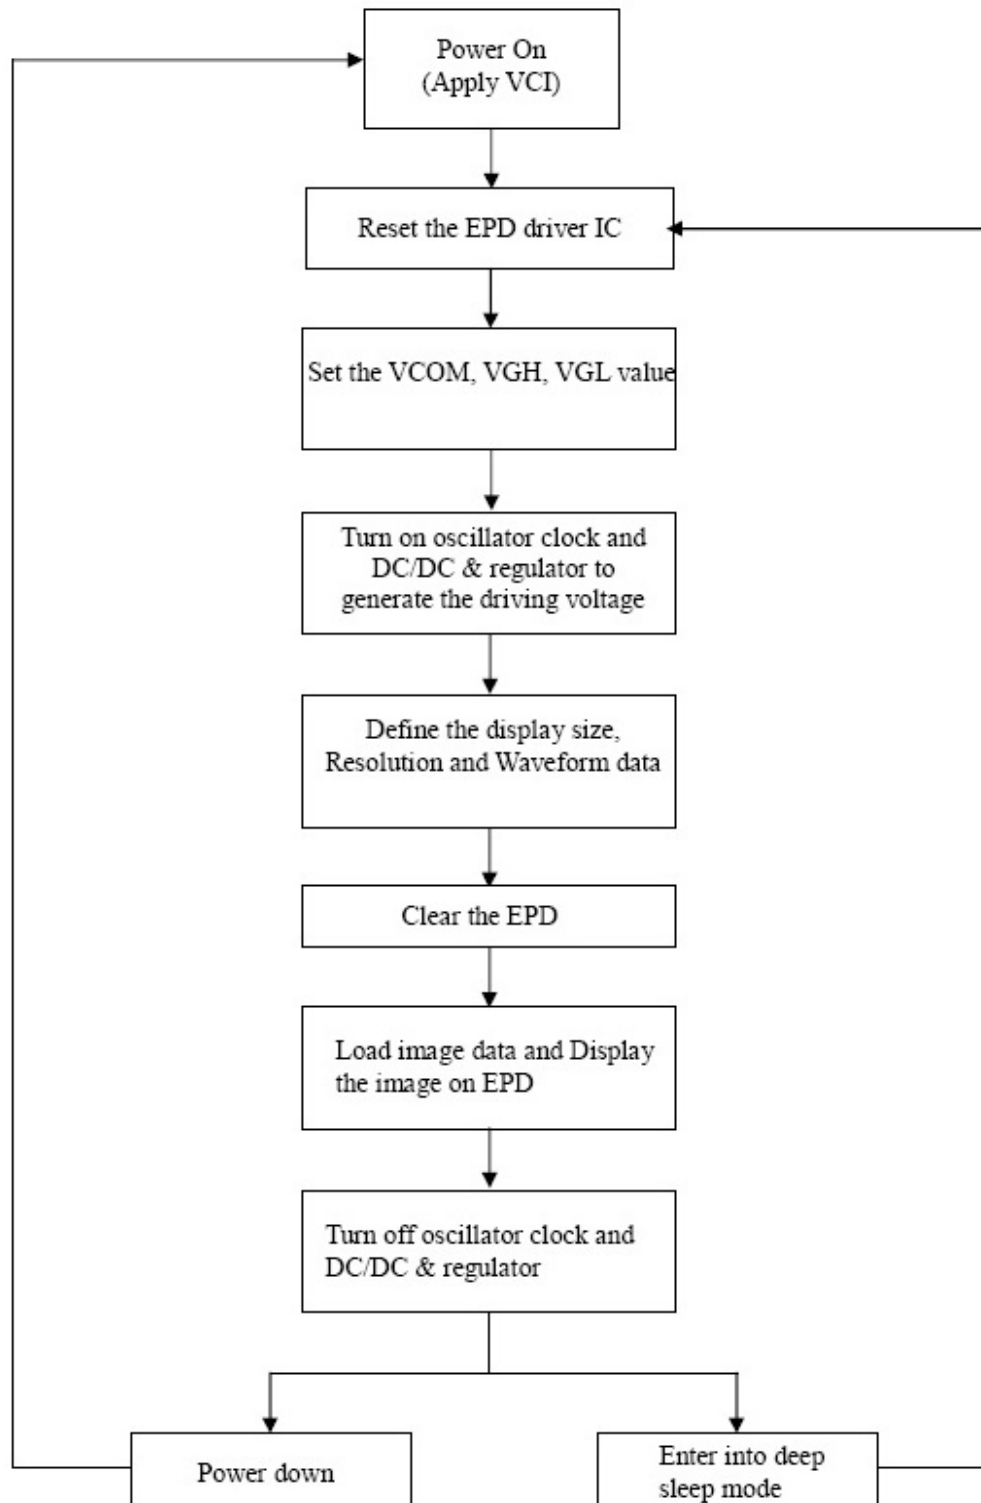 Power On
(Apply VCI)
Reset the EPD driver IC
Set the VCOM, VGH, VGL value
Turn on oscillator clock and
DC/DC & regulator to
generate the driving voltage
Define the display size,
Resolution and Waveform data
Clear the EPD
Load image data and Display
the image on EPD
Turn off oscillator clock and
DC/DC & regulator
Power down
Enter into deep
sleep mode